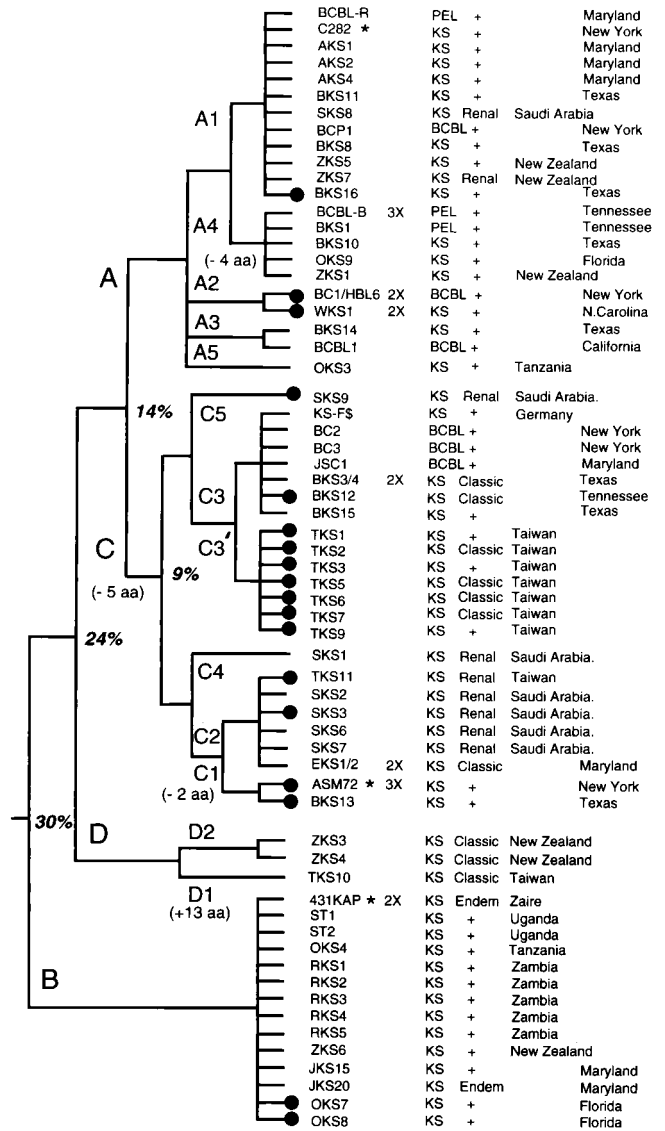 BCBL-R PEL + Maryland
C282 * KS + New York
AKS1 KS + Maryland
AKS2 KS + Maryland
AKS4 KS + Maryland
BKS11 KS + Texas
A1 SKS8 KS Renal Saudi Arabia
BCP1 BCBL + New York
BKS8 KS + Texas
ZKS5 KS + New Zealand
ZKS7 KS Renal New Zealand
BKS16 KS + Texas
A4 BCBL-B 3X PEL + Tennessee
BKS1 PEL + Tennessee
BKS10 KS + Texas
(- 4 aa) OKS9 KS + Florida
A ZKS1 KS + New Zealand
A2 BC1/HBL6 2X BCBL + New York
WKS1 2X KS + N.Carolina
A3 BKS14 KS + Texas
A5 BCBL1 BCBL + California
OKS3 KS + Tanzania
SKS9 KS Renal Saudi Arabia.
14% C5 KS-F$ KS + Germany
BC2 BCBL + New York
BC3 BCBL + New York
JSC1 BCBL + Maryland
BKS3/4 2X KS Classic Texas
C3 BKS12 KS Classic Tennessee
BKS15 KS + Texas
TKS1 KS + Taiwan
C C3′ TKS2 KS Classic Taiwan
TKS3 KS + Taiwan
9% TKS5 KS Classic Taiwan
(- 5 aa) TKS6 KS Classic Taiwan
TKS7 KS Classic Taiwan
TKS9 KS + Taiwan
24%
SKS1 KS Renal Saudi Arabia.
C4 TKS11 KS Renal Taiwan
SKS2 KS Renal Saudi Arabia.
SKS3 KS Renal Saudi Arabia.
C2 SKS6 KS Renal Saudi Arabia.
SKS7 KS Renal Saudi Arabia.
C1 EKS1/2 2X KS Classic Maryland
(- 2 aa) ASM72 * 3X KS + New York
BKS13 KS + Texas
30%
D D2 ZKS3 KS Classic New Zealand
ZKS4 KS Classic New Zealand
TKS10 KS Classic Taiwan
D1
(+13 aa) 431KAP * 2X KS Endem Zaire
ST1 KS + Uganda
ST2 KS + Uganda
OKS4 KS + Tanzania
B RKS1 KS + Zambia
RKS2 KS + Zambia
RKS3 KS + Zambia
RKS4 KS + Zambia
RKS5 KS + Zambia
ZKS6 KS + New Zealand
JKS15 KS + Maryland
JKS20 KS Endem Maryland
OKS7 KS + Florida
OKS8 KS + Florida